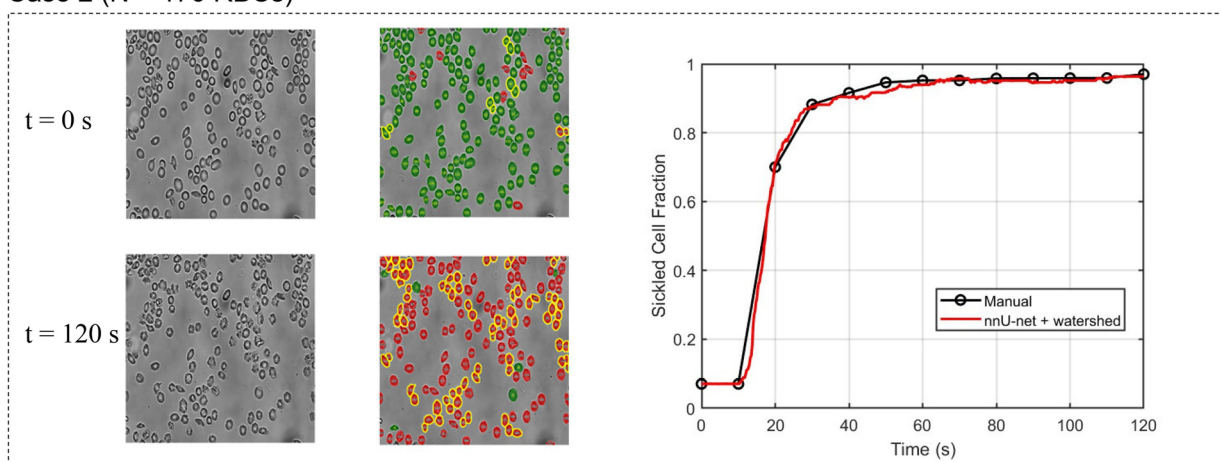 t = 0 s
t = 120 s
Sickled Cell Fraction
1
0.8
0.6
0.4
0.2
0
0 20 40 60 80 100 120
Time (s)
Manual
nnU-net + watershed